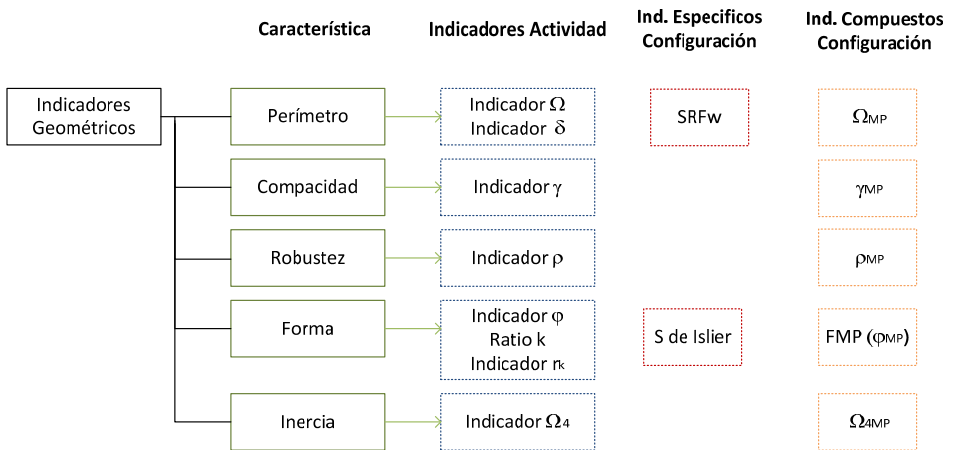 Característica
Indicadores Actividad
Ind. Especificos
Configuración
Ind. Compuestos
Configuración
Indicadores
Geométricos
Perímetro
Indicador Ω
Indicador δ
SRFw
ΩMP
Compacidad
Indicador γ
γMP
Robustez
Indicador ρ
ρMP
Forma
Indicador φ
Ratio k
Indicador rk
S de Islier
FMP (φMP)
Inercia
Indicador Ω4
Ω4MP